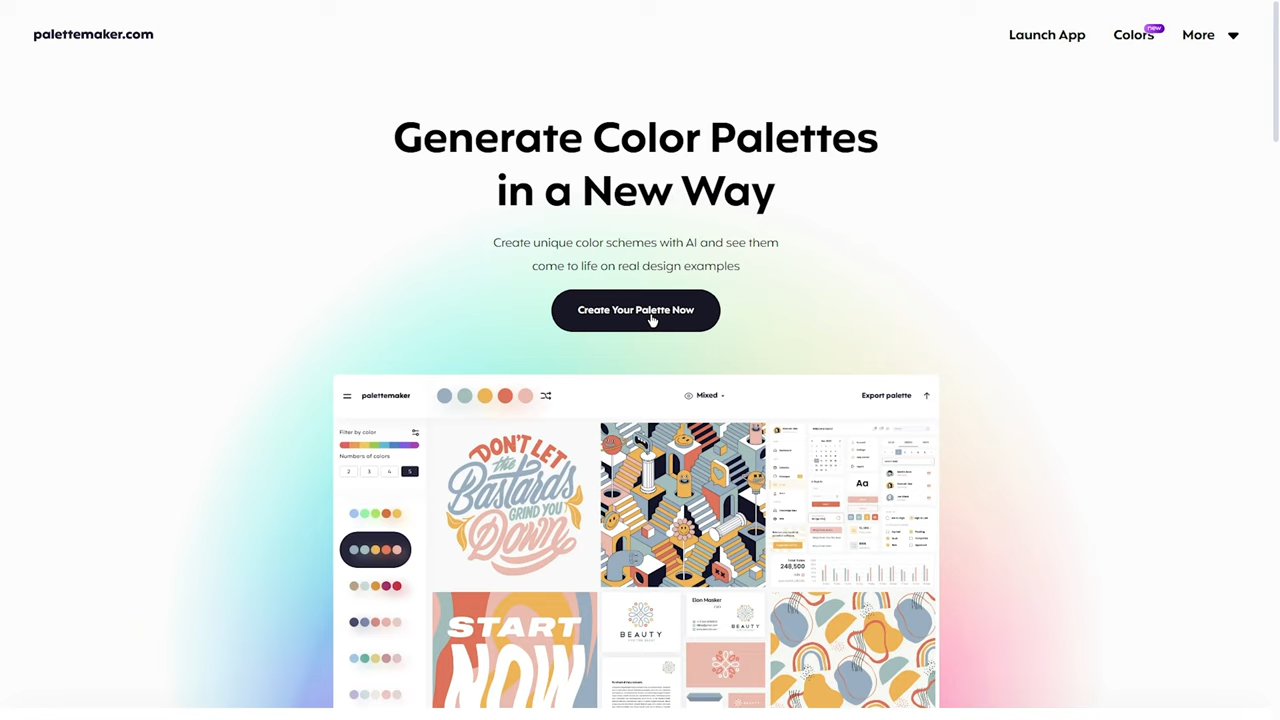 palettemaker.com
Launch App
Colors
new
More
Generate Color Palettes
in a New Way
Create unique color schemes with AI and see them
come to life on real design examples
Create Your Palette Now
palettemaker
Mixed
Export palette
Filter by color
Numbers of colors
2 3 4 5
DON'T LET
the
Bastards
GRIND YOU
Down
Aa
248,500
START
NOW
BEAUTY
Elon Masker